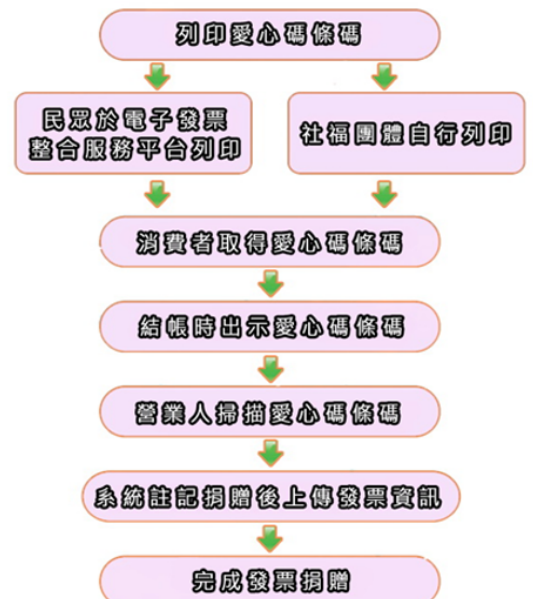 列印愛心碼條碼
民眾於電子發票
整合服務平台列印
社福團體自行列印
消費者取得愛心碼條碼
結帳時出示愛心碼條碼
營業人掃描愛心碼條碼
系統註記捐贈後上傳發票資訊
完成發票捐贈